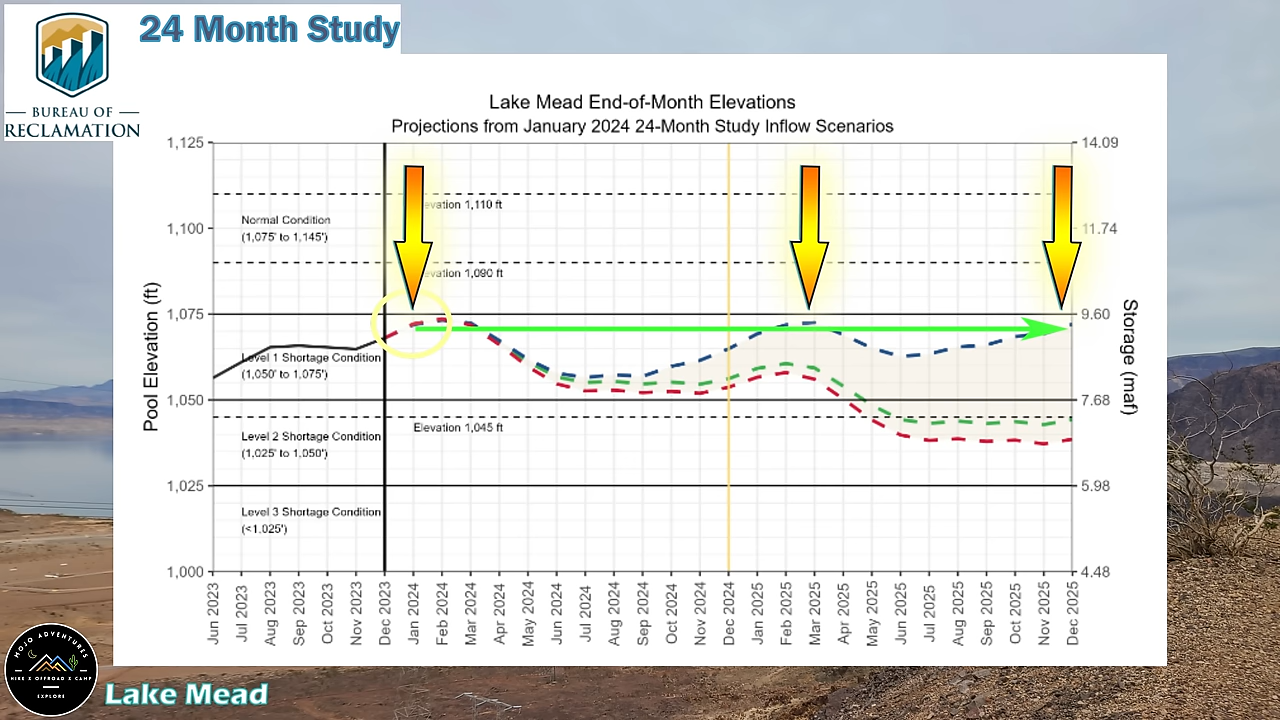 24 Month Study
BUREAU OF
RECLAMATION
Lake Mead End-of-Month Elevations
Projections from January 2024 24-Month Study Inflow Scenarios
1,125
1,100
1,075
1,050
1,025
1,000
Pool Elevation (ft)
14.09
11.74
9.60
7.68
5.98
4.48
Storage (maf)
evation 1,110 ft
Normal Condition
(1,075' to 1,145')
evation 1,090 ft
Level 1 Shortage Condition
(1,050' to 1,075')
Elevation 1,045 ft
Level 2 Shortage Condition
(1,025' to 1,050')
Level 3 Shortage Condition
(<1.025')
Jun 2023
Jul 2023
Aug 2023
Sep 2023
Oct 2023
Nov 2023
Dec 2023
Jan 2024
Feb 2024
Mar 2024
Apr 2024
May 2024
Jun 2024
Jul 2024
Aug 2024
Sep 2024
Oct 2024
Nov 2024
Dec 2024
Jan 2025
Feb 2025
Mar 2025
Apr 2025
May 2025
Jun 2025
Jul 2025
Aug 2025
Sep 2025
Oct 2025
Nov 2025
Dec 2025
MOJO ADVENTURES
HIKE X OFFROAD X CAMP
EXPLORE
Lake Mead